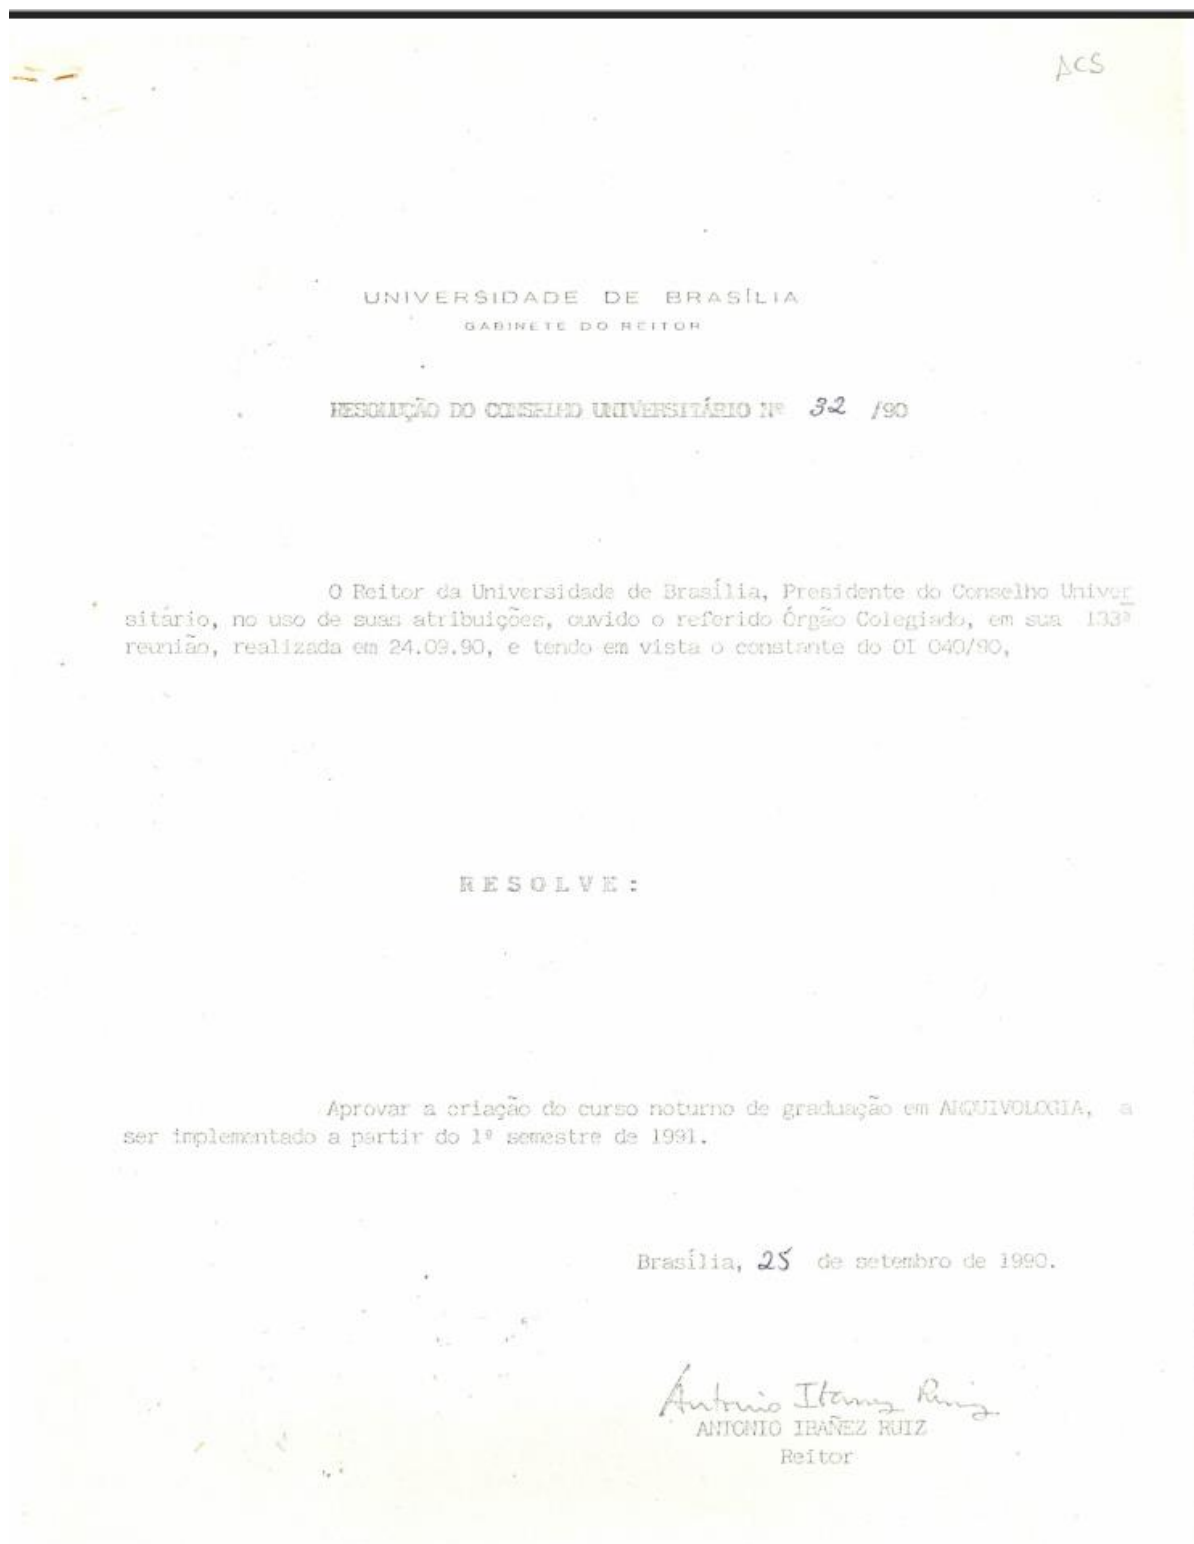 ACS
UNIVERSIDADE DE BRASÍLIA
GABINETE DO REITOR
RESOLUÇÃO DO CONSELHO UNIVERSITÁRIO Nº 32 /90
O Reitor da Universidade de Brasília, Presidente do Conselho Univer
sitário, no uso de suas atribuições, ouvido o referido Órgão Colegiado, em sua 133ª
reunião, realizada em 24.09.90, e tendo em vista o constante do OI 040/90,
RESOLVE:
Aprovar a criação do curso noturno de graduação em ARQUIVOLOGIA, a
ser implementado a partir do 1º semestre de 1991.
Brasília, 25 de setembro de 1990.
Antonio Ibañez Ruiz
ANTONIO IBAÑEZ RUIZ
Reitor